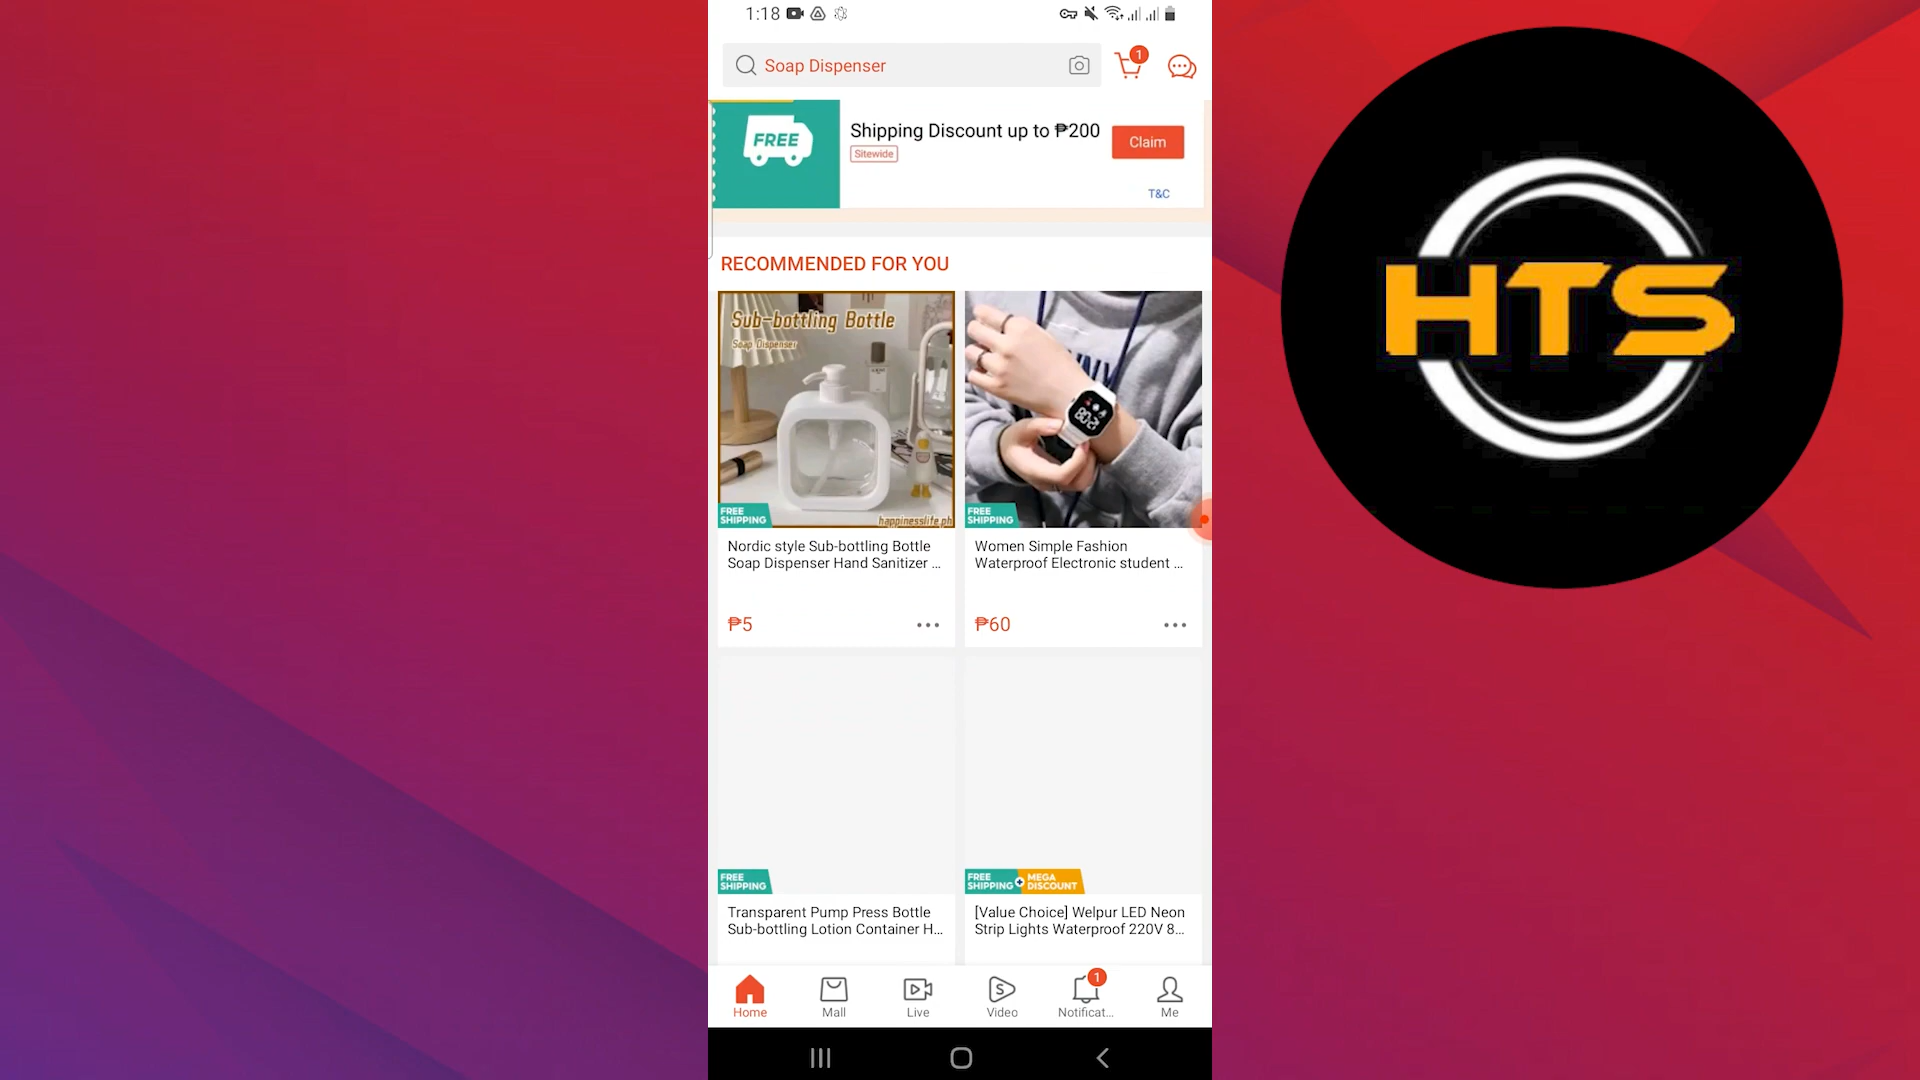 1:18
Soap Dispenser
1
FREE
Shipping Discount up to ₱200
Sitewide
Claim
T&C
RECOMMENDED FOR YOU
Sub-bottling Bottle
Soap Dispenser
FREE
SHIPPING
happinesslife.ph
FREE
SHIPPING
Nordic style Sub-bottling Bottle
Soap Dispenser Hand Sanitizer ...
₱5
Women Simple Fashion
Waterproof Electronic student ...
₱60
FREE
SHIPPING
FREE
SHIPPING
MEGA
DISCOUNT
Transparent Pump Press Bottle
Sub-bottling Lotion Container H...
[Value Choice] Welpur LED Neon
Strip Lights Waterproof 220V 8...
Home
Mall
Live
Video
1
Notificat...
Me
HTS